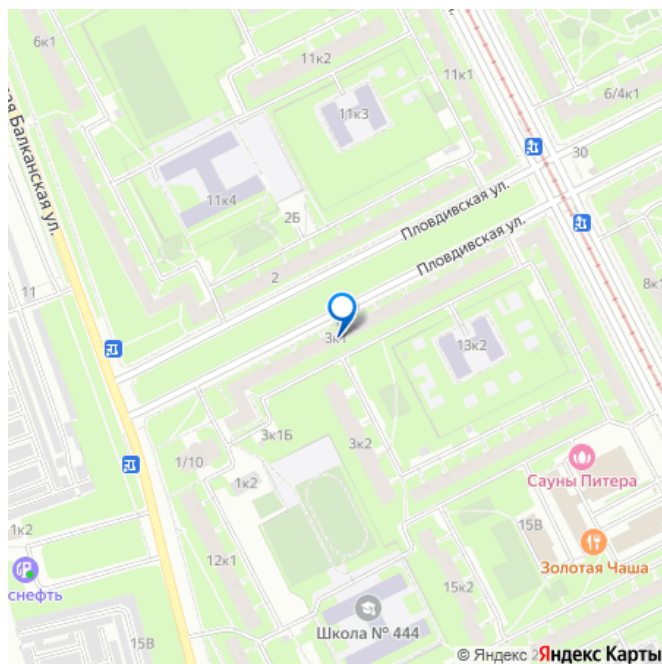 6к1
11к2
11к1
6/4к1
11к3
30
11к4
2Б
Пловдивская ул.
Пловдивская ул.
Балканская ул.
2
8к1
11
3к1
13к2
3к1Б
3к2
1/10
1к2
Сауны Питера
15В
1к2
12к1
Золотая Чаша
снефть
15к2
Школа № 444
15В
© Яндекс
Яндекс Карты